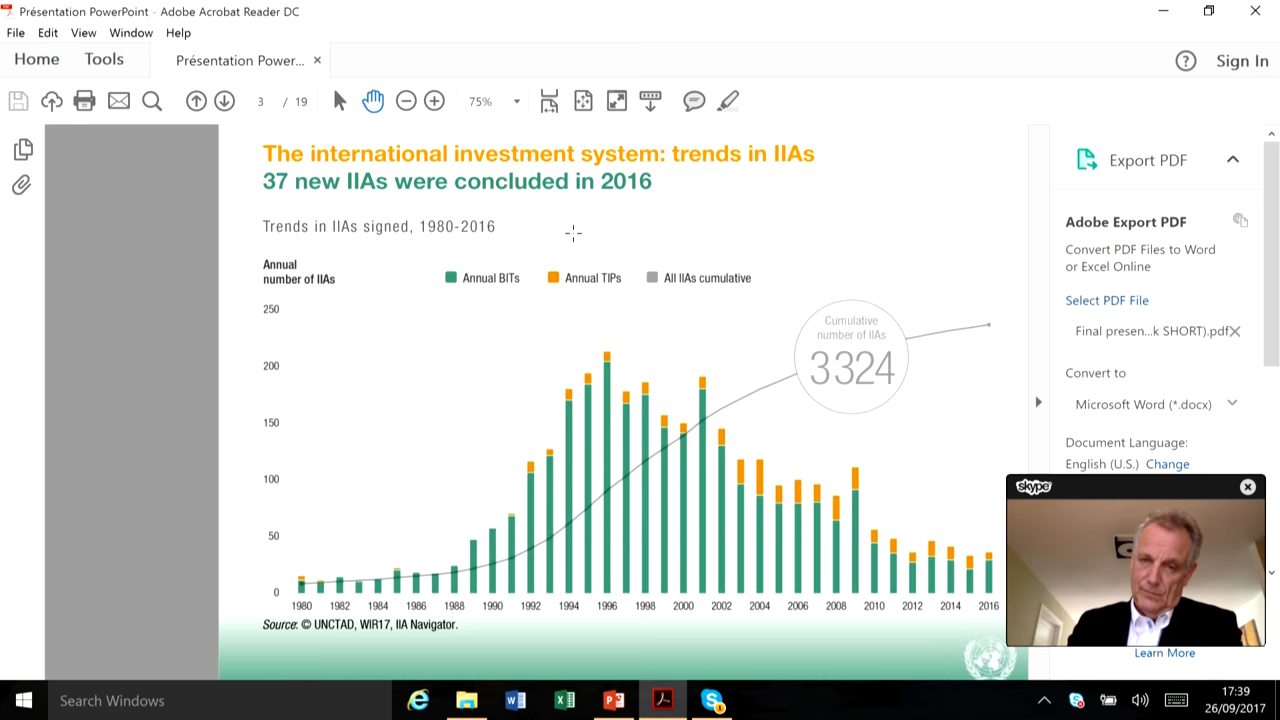 Présentation PowerPoint - Adobe Acrobat Reader DC
File Edit View Window Help
Home Tools Présentation Power... ×
? Sign In
3 / 19 75%
The international investment system: trends in IIAs
37 new IIAs were concluded in 2016
Trends in IIAs signed, 1980-2016
Annual
number of IIAs
Annual BITs Annual TIPs All IIAs cumulative
250
200
150
100
50
0
Cumulative
number of IIAs
3324
1980 1982 1984 1986 1988 1990 1992 1994 1996 1998 2000 2002 2004 2006 2008 2010 2012 2014 2016
Source: © UNCTAD, WIR17, IIA Navigator.
Export PDF
Adobe Export PDF
Convert PDF Files to Word
or Excel Online
Select PDF File
Final presen...k SHORT).pdf
Convert to
Microsoft Word (*.docx)
Document Language:
English (U.S.) Change
skype
Learn More
Search Windows
17:39
26/09/2017